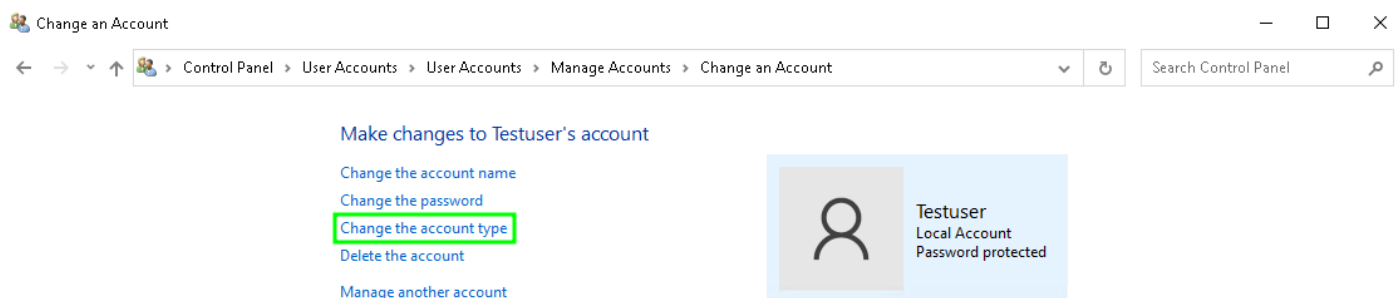 Change an Account
Control Panel > User Accounts > User Accounts > Manage Accounts > Change an Account
Search Control Panel
Make changes to Testuser's account
Change the account name
Change the password
Change the account type
Delete the account
Manage another account
Testuser
Local Account
Password protected